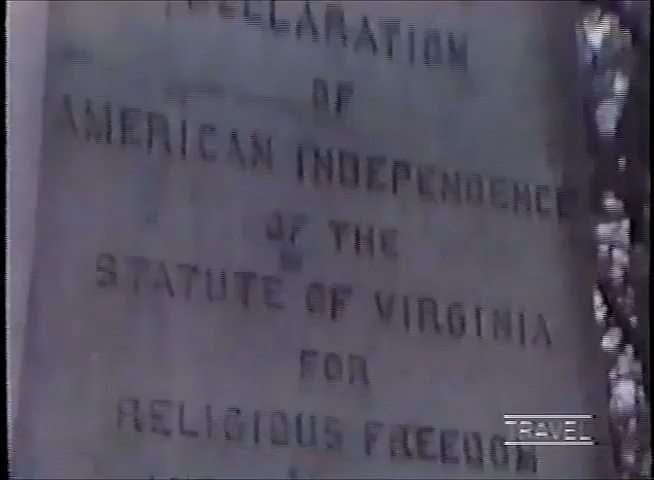 DECLARATION
OF
AMERICAN INDEPENDENCE
OF THE
STATUTE OF VIRGINIA
FOR
RELIGIOUS FREEDOM
TRAVEL